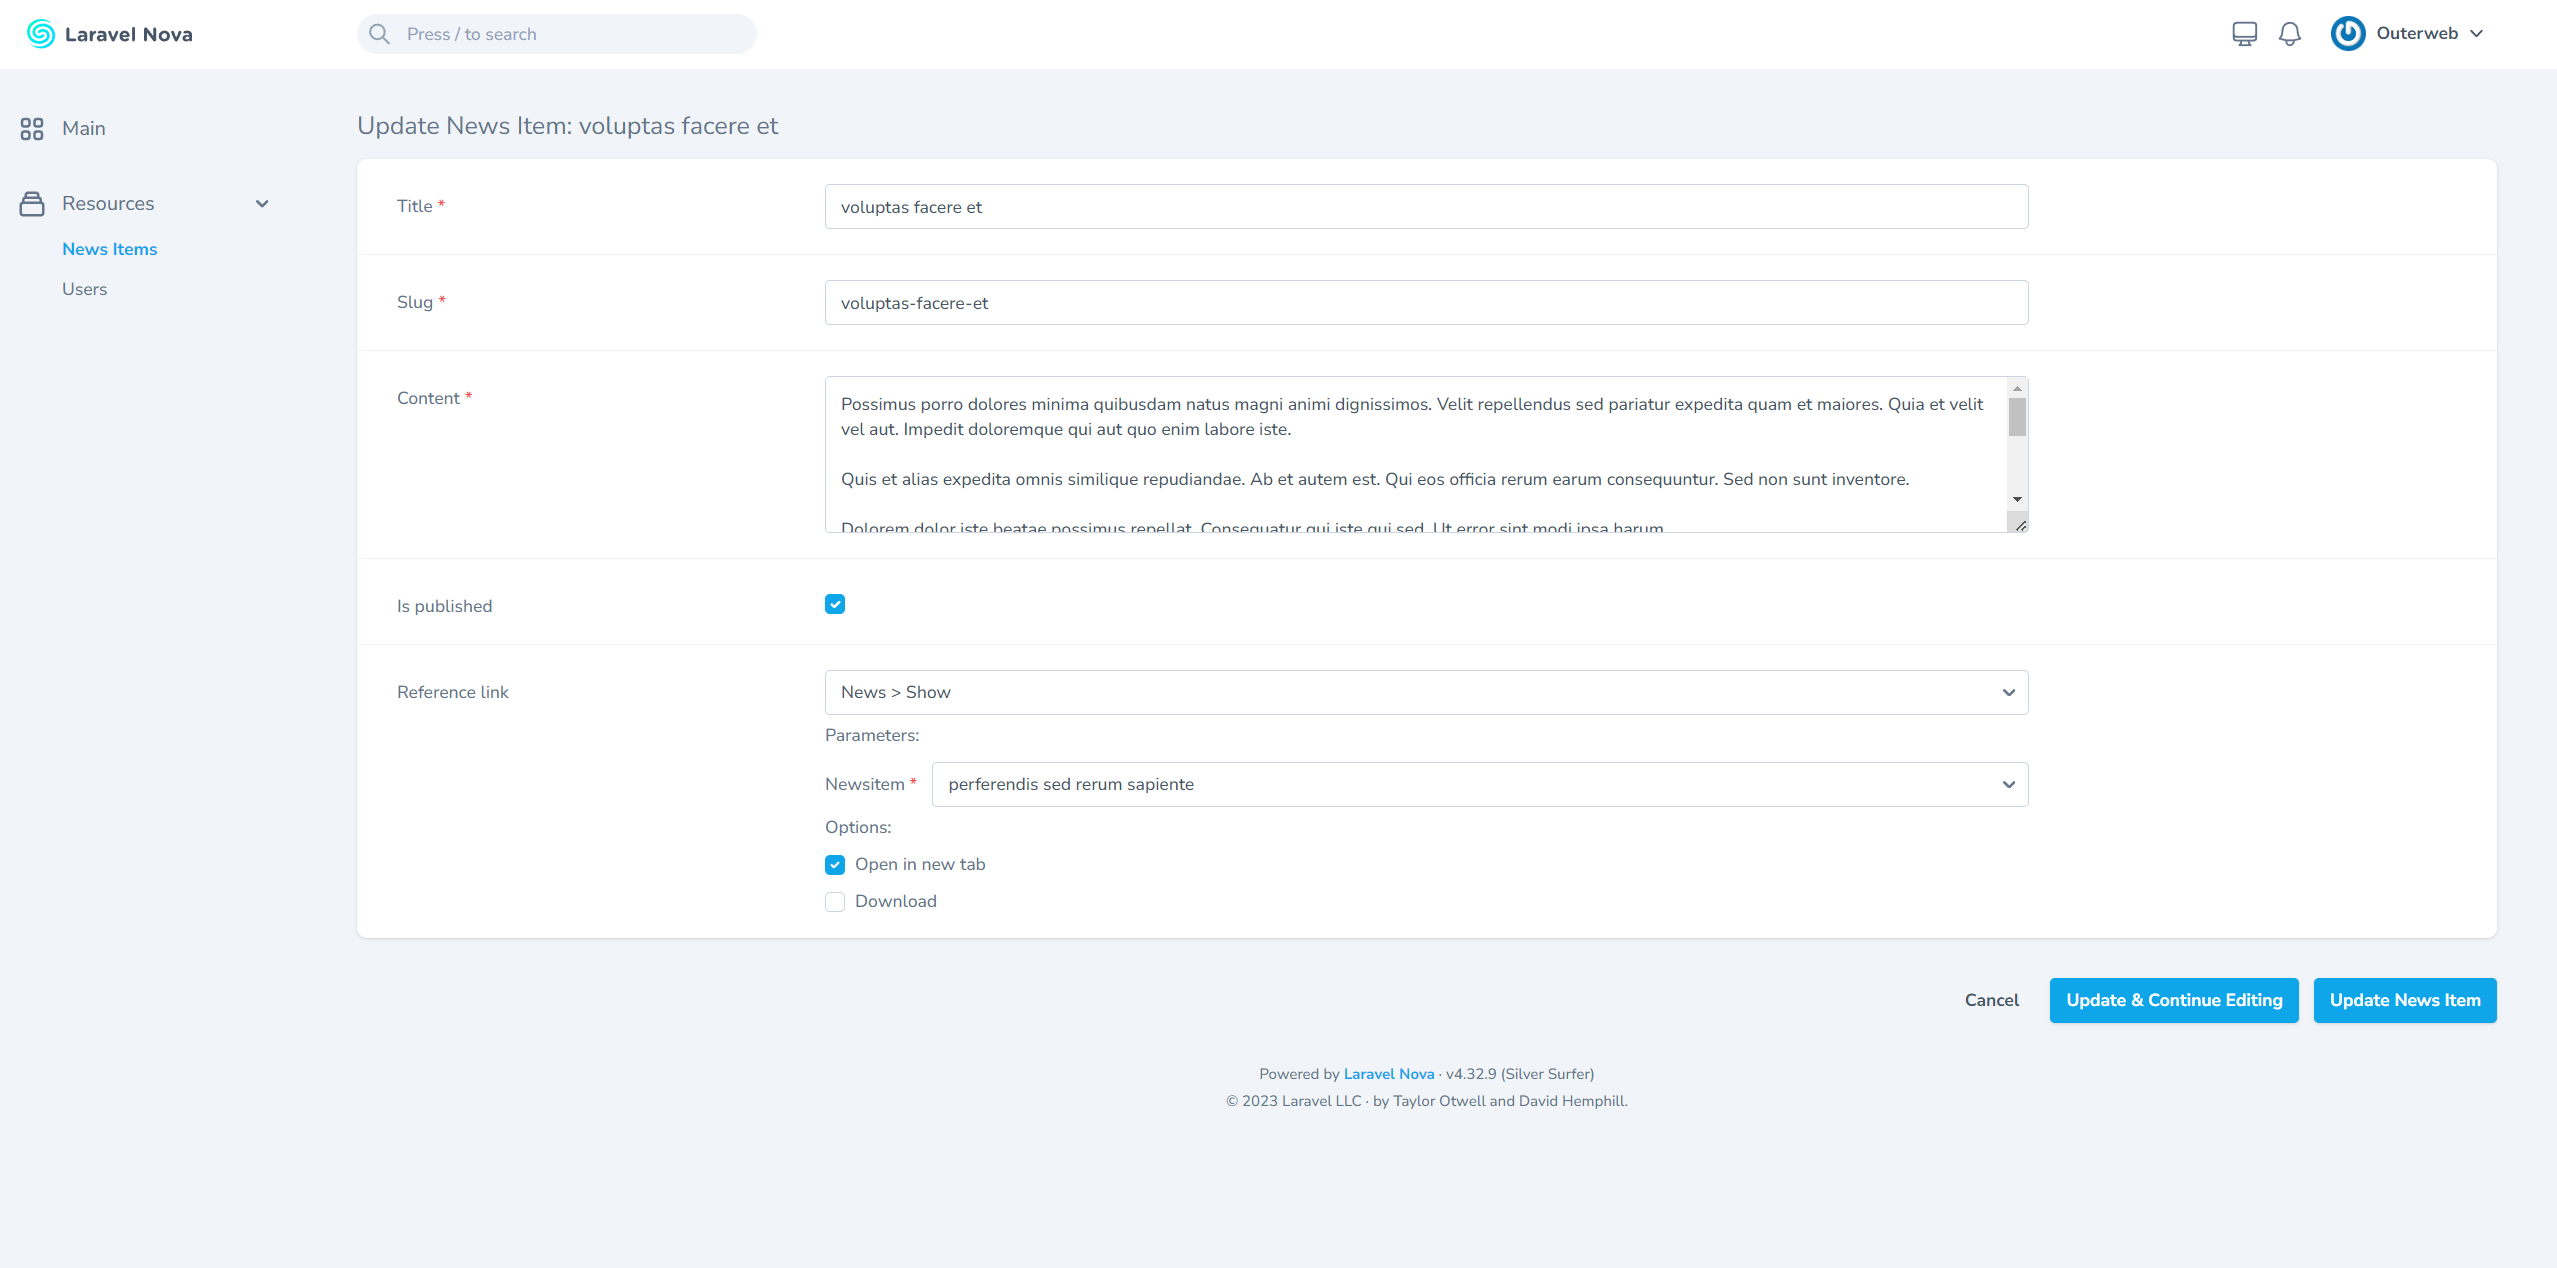 Laravel Nova
Press / to search
Outerweb
Main
Resources
News Items
Users
Update News Item: voluptas facere et
Title *
voluptas facere et
Slug *
voluptas-facere-et
Content *
Possimus porro dolores minima quibusdam natus magni animi dignissimos. Velit repellendus sed pariatur expedita quam et maiores. Quia et velit
vel aut. Impedit doloremque qui aut quo enim labore iste.
Quis et alias expedita omnis similique repudiandae. Ab et autem est. Qui eos officia rerum earum consequuntur. Sed non sunt inventore.
Dolorem dolor iste beatae possimus repellat. Consequatur qui iste qui sed. Ut error sint modi ipsa harum.
Is published
Reference link
News > Show
Parameters:
Newsitem *
perferendis sed rerum sapiente
Options:
Open in new tab
Download
Cancel
Update & Continue Editing
Update News Item
Powered by Laravel Nova · v4.32.9 (Silver Surfer)
© 2023 Laravel LLC · by Taylor Otwell and David Hemphill.